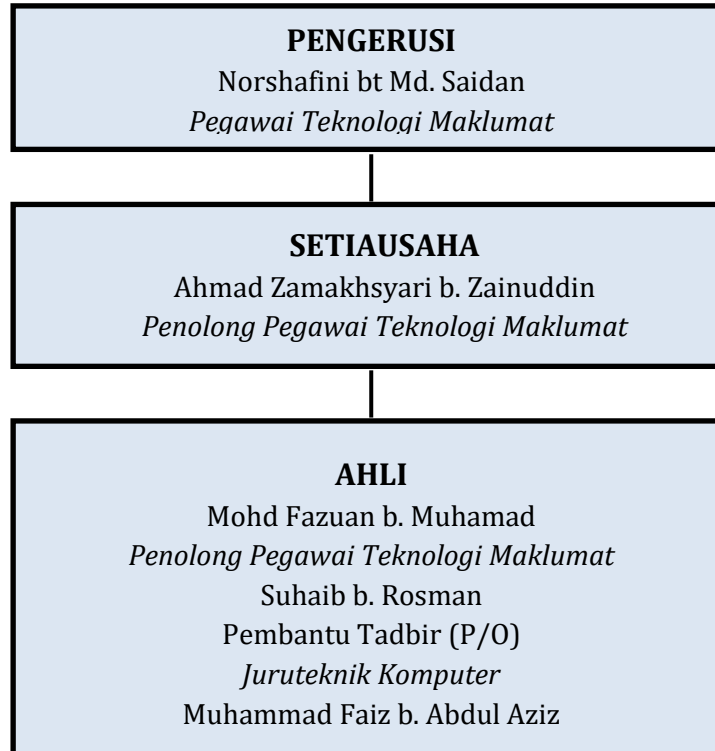 PENGERUSI
Norshafini bt Md. Saidan
Pegawai Teknologi Maklumat
SETIAUSAHA
Ahmad Zamakhsyari b. Zainuddin
Penolong Pegawai Teknologi Maklumat
AHLI
Mohd Fazuan b. Muhamad
Penolong Pegawai Teknologi Maklumat
Suhaib b. Rosman
Pembantu Tadbir (P/O)
Juruteknik Komputer
Muhammad Faiz b. Abdul Aziz